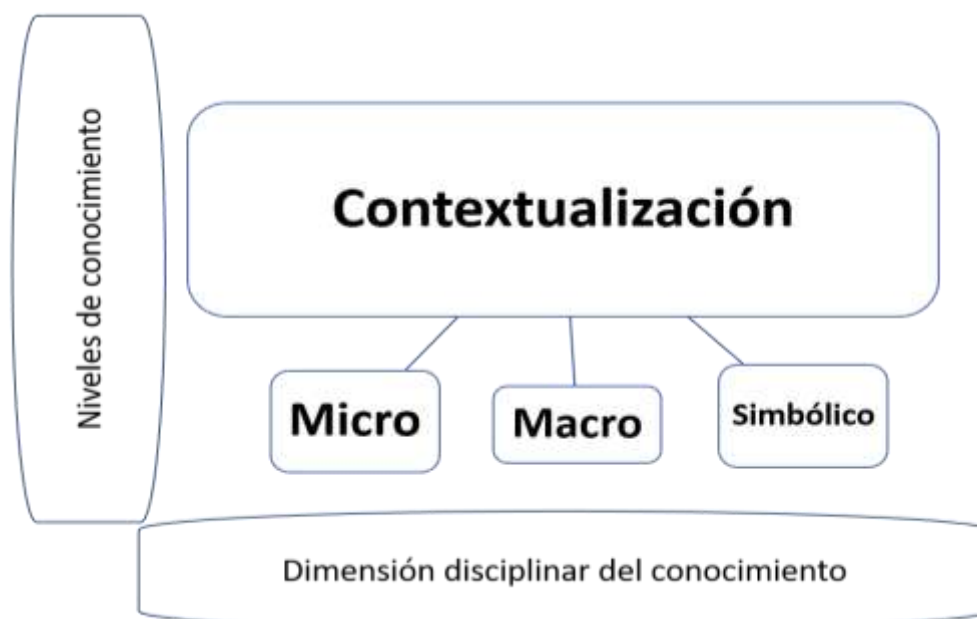 Niveles de conocimiento
Contextualización
Micro
Macro
Simbólico
Dimensión disciplinar del conocimiento